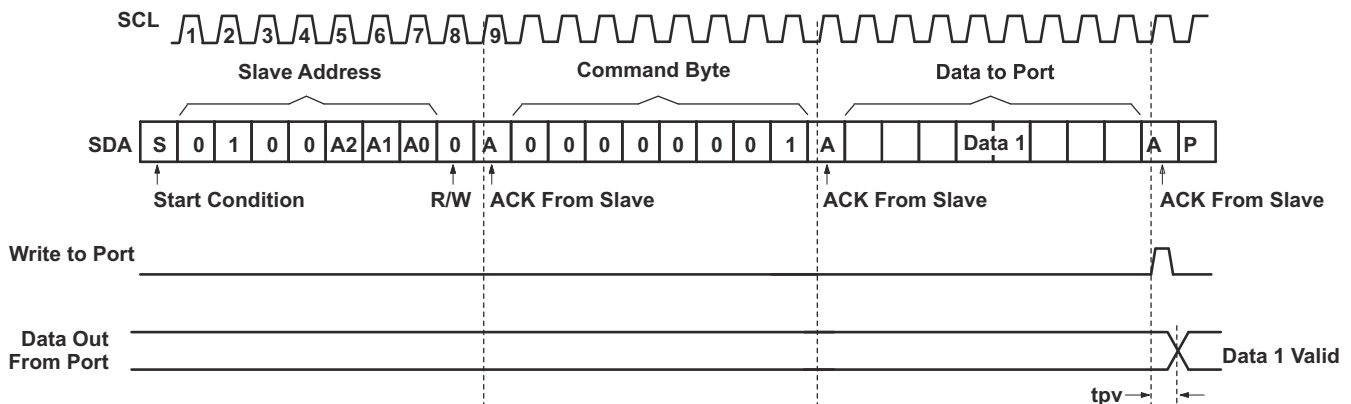 SCL 1 2 3 4 5 6 7 8 9
Slave Address Command Byte Data to Port
SDA S 0 1 0 0 A2 A1 A0 0 A 0 0 0 0 0 0 0 1 A Data 1 A P
Start Condition R/W ACK From Slave ACK From Slave ACK From Slave
Write to Port
Data Out
From Port
Data 1 Valid
tpv